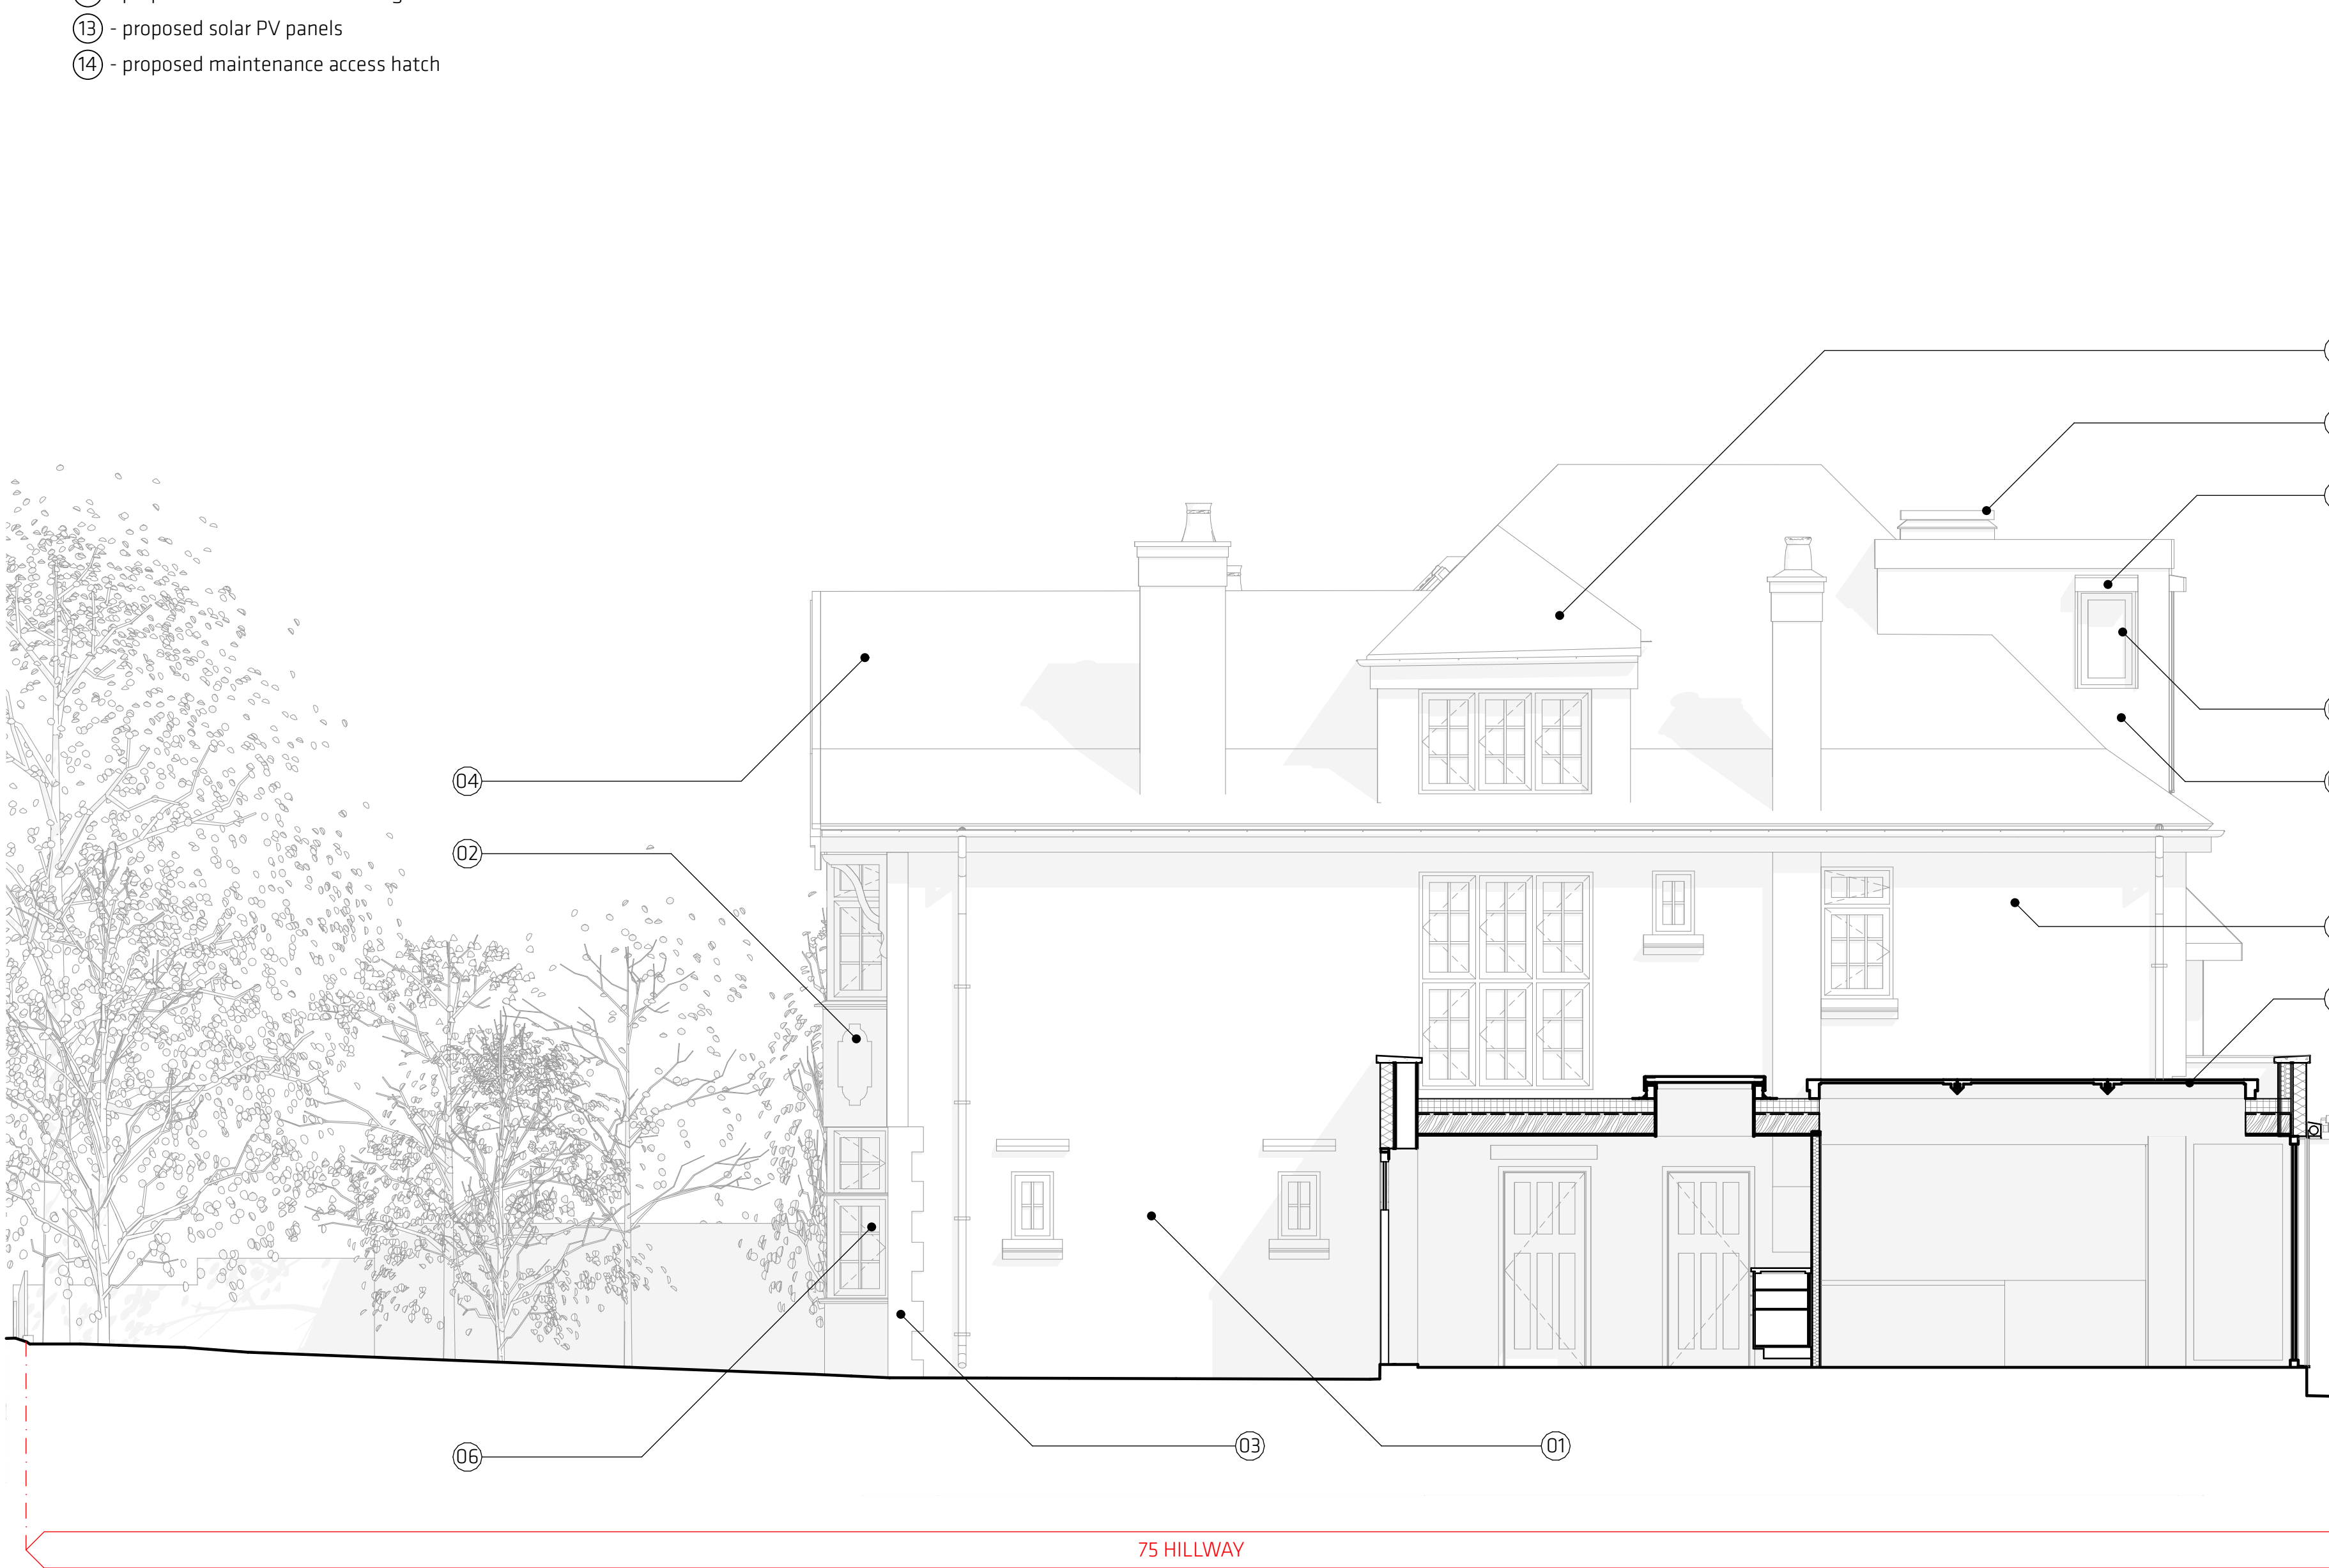 13 - proposed solar PV panels
14 - proposed maintenance access hatch
04
02
06
03
01
75 HILLWAY